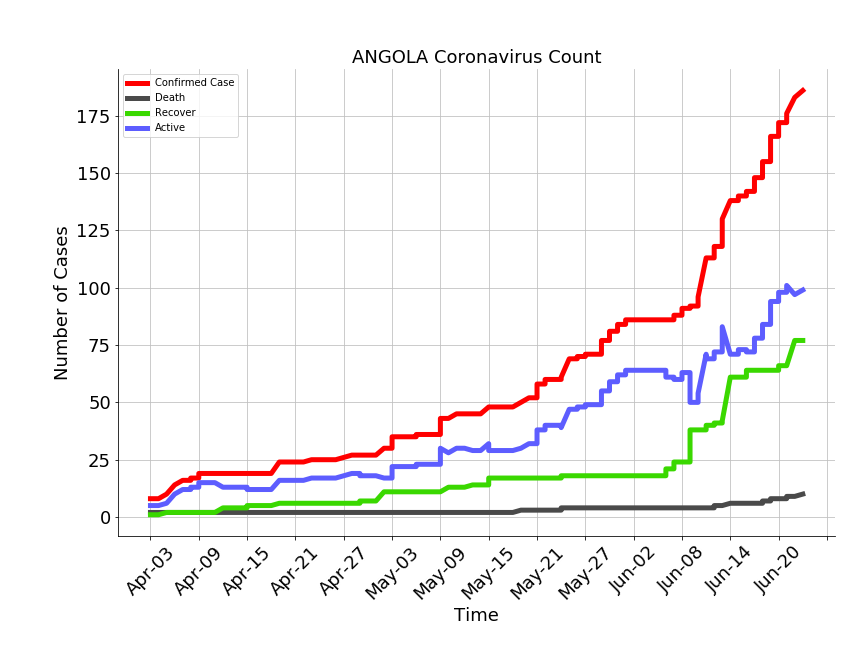 ANGOLA Coronavirus Count
Confirmed Case
Death
Recover
Active
Number of Cases
175
150
125
100
75
50
25
0
Apr-03 Apr-09 Apr-15 Apr-21 Apr-27 May-03 May-09 May-15 May-21 May-27 Jun-02 Jun-08 Jun-14 Jun-20
Time